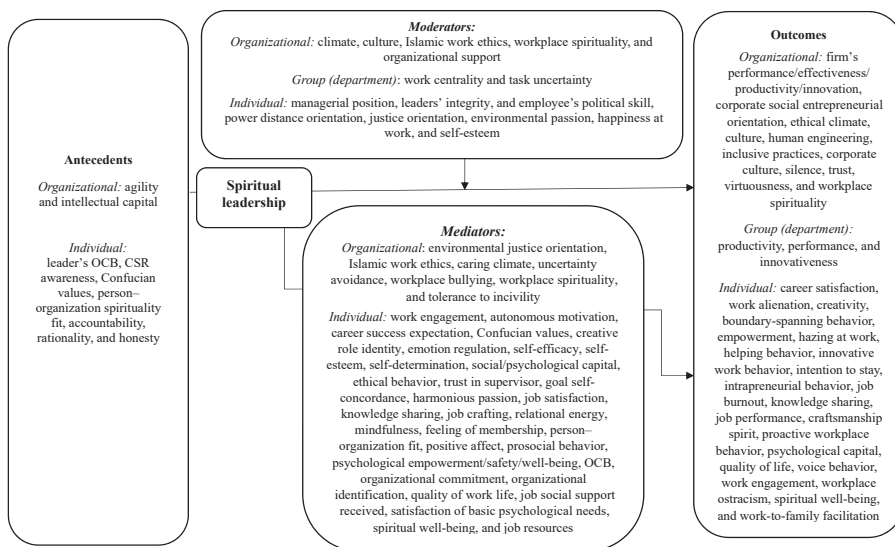 Antecedents
Organizational: agility
and intellectual capital
Individual:
leader's OCB, CSR
awareness, Confucian
values, person–
organization spirituality
fit, accountability,
rationality, and honesty
Spiritual
leadership
Moderators:
Organizational: climate, culture, Islamic work ethics, workplace spirituality, and
organizational support
Group (department): work centrality and task uncertainty
Individual: managerial position, leaders' integrity, and employee's political skill,
power distance orientation, justice orientation, environmental passion, happiness at
work, and self-esteem
Mediators:
Organizational: environmental justice orientation,
Islamic work ethics, caring climate, uncertainty
avoidance, workplace bullying, workplace spirituality,
and tolerance to incivility
Individual: work engagement, autonomous motivation,
career success expectation, Confucian values, creative
role identity, emotion regulation, self-efficacy, self-
esteem, self-determination, social/psychological capital,
ethical behavior, trust in supervisor, goal self-
concordance, harmonious passion, job satisfaction,
knowledge sharing, job crafting, relational energy,
mindfulness, feeling of membership, person–
organization fit, positive affect, prosocial behavior,
psychological empowerment/safety/well-being, OCB,
organizational commitment, organizational
identification, quality of work life, job social support
received, satisfaction of basic psychological needs,
spiritual well-being, and job resources
Outcomes
Organizational: firm's
performance/effectiveness/
productivity/innovation,
corporate social entrepreneurial
orientation, ethical climate,
culture, human engineering,
inclusive practices, corporate
culture, silence, trust,
virtuousness, and workplace
spirituality
Group (department):
productivity, performance, and
innovativeness
Individual: career satisfaction,
work alienation, creativity,
boundary-spanning behavior,
empowerment, hazing at work,
helping behavior, innovative
work behavior, intention to stay,
intrapreneurial behavior, job
burnout, knowledge sharing,
job performance, craftsmanship
spirit, proactive workplace
behavior, psychological capital,
quality of life, voice behavior,
work engagement, workplace
ostracism, spiritual well-being,
and work-to-family facilitation